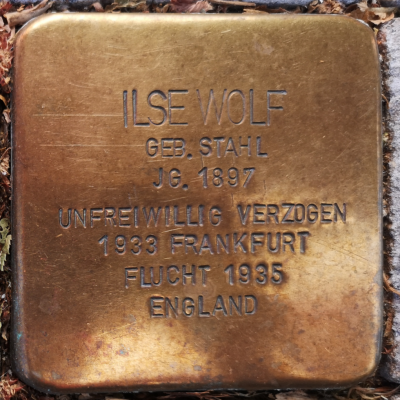 ILSE WOLF
GEB. STAHL
JG. 1897
UNFREIWILLIG VERZOGEN
1933 FRANKFURT
FLUCHT 1935
ENGLAND